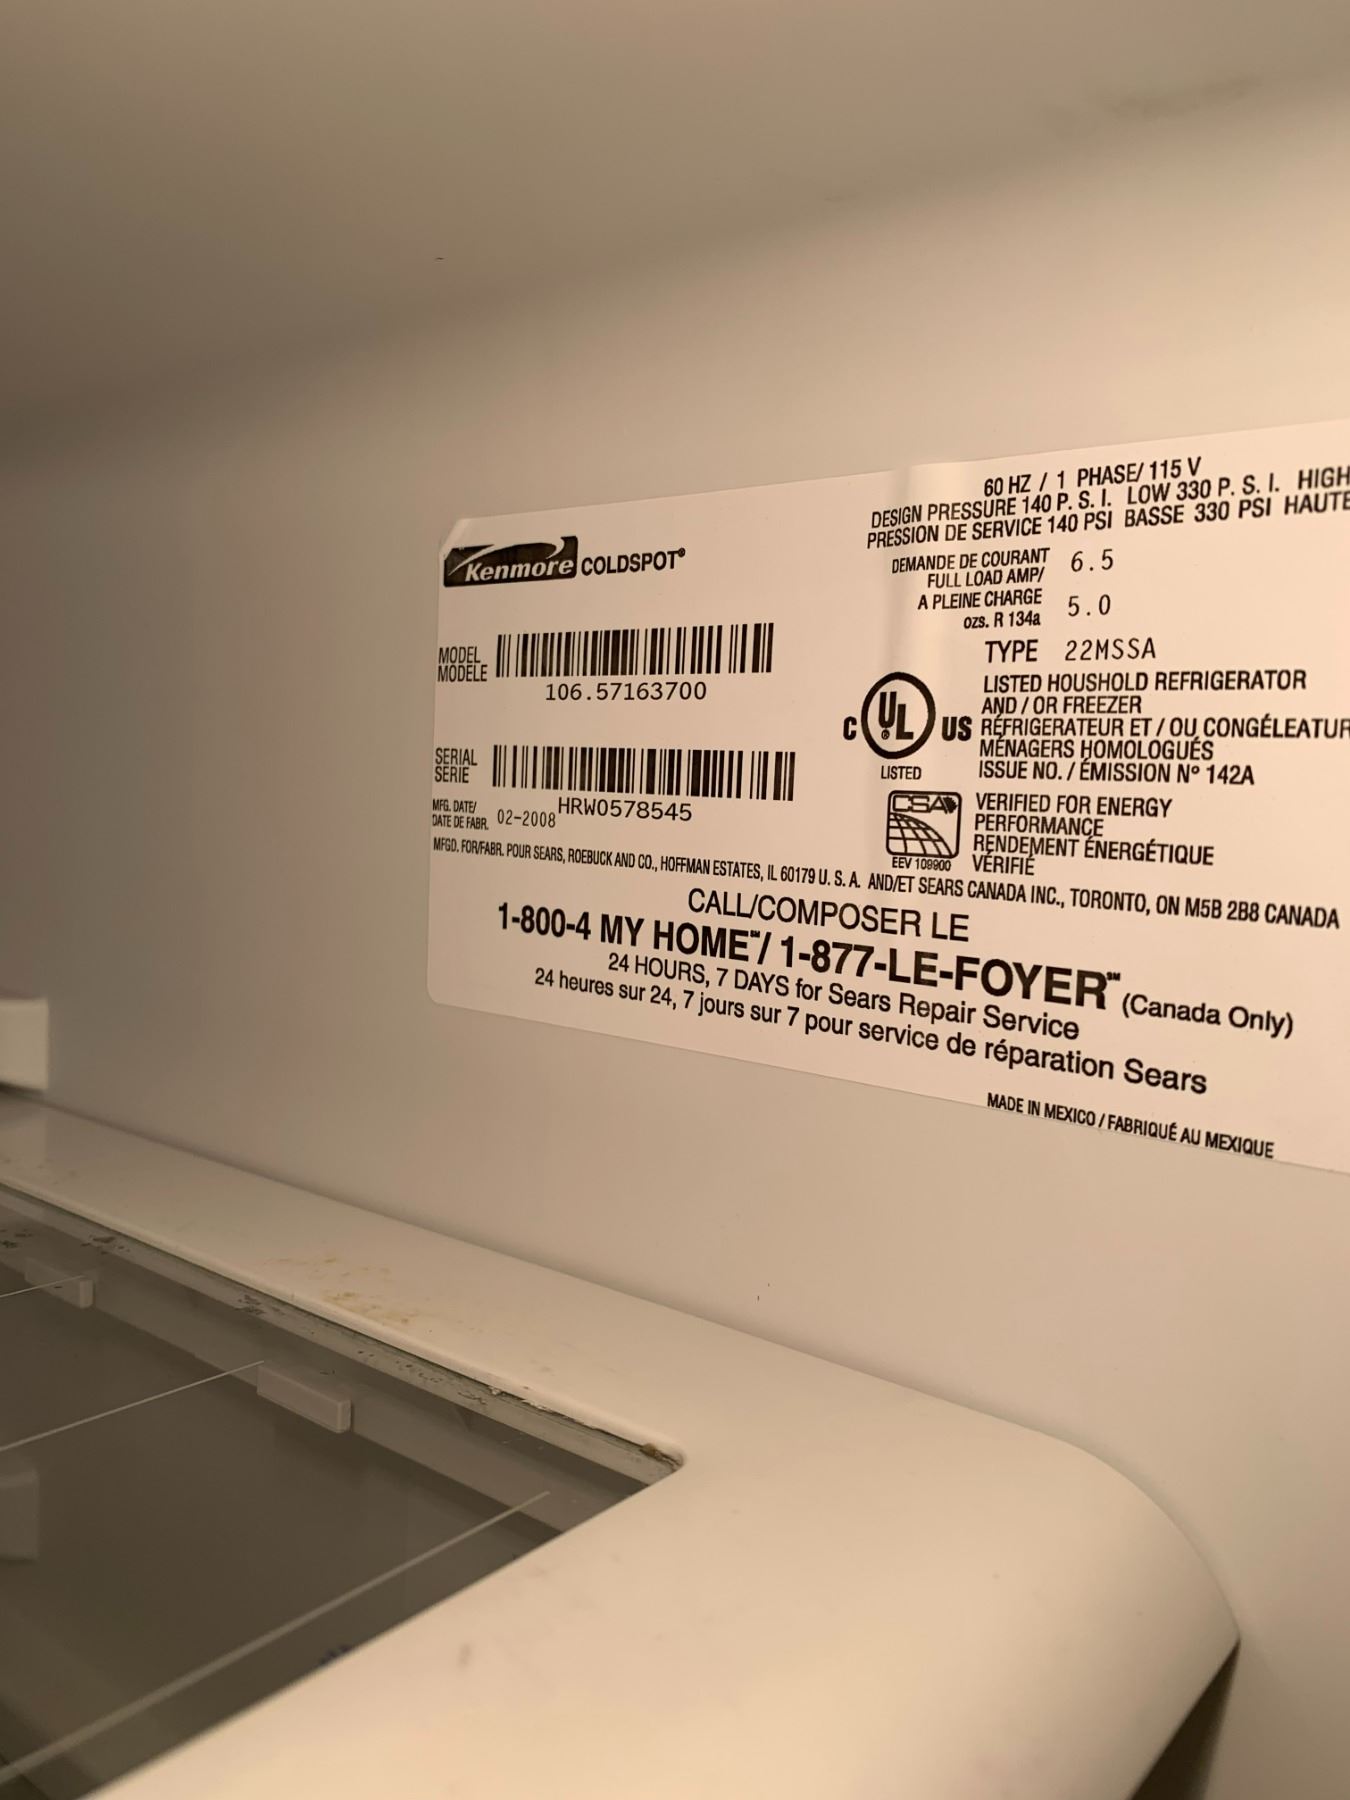 Kenmore COLDSPOT®
MODEL
MODÈLE
106.57163700
SERIAL
SERIE
HRW0578545
MFG. DATE/
DATE DE FABR. 02-2008
60 HZ / 1 PHASE/ 115 V
DESIGN PRESSURE 140 P. S. I. LOW 330 P. S. I. HIGH
PRESSION DE SERVICE 140 PSI BASSE 330 PSI HAUTE
DEMANDE DE COURANT
FULL LOAD AMP/
6.5
A PLEINE CHARGE
ozs. R 134a
5.0
TYPE 22MSSA
C UL ® US
LISTED
LISTED HOUSHOLD REFRIGERATOR
AND / OR FREEZER
RÉFRIGERATEUR ET / OU CONGÉLEATUR
MÉNAGERS HOMOLOGUÉS
ISSUE NO. / ÉMISSION Nº 142A
CSA
EEV 109900
VERIFIED FOR ENERGY
PERFORMANCE
RENDEMENT ÉNERGÉTIQUE
VÉRIFIÉ
MFGD. FOR/FABR. POUR SEARS, ROEBUCK AND CO., HOFFMAN ESTATES, IL 60179 U. S. A. AND/ET SEARS CANADA INC., TORONTO, ON M5B 2B8 CANADA
CALL/COMPOSER LE
1-800-4 MY HOME℠/ 1-877-LE-FOYER℠ (Canada Only)
24 HOURS, 7 DAYS for Sears Repair Service
24 heures sur 24, 7 jours sur 7 pour service de réparation Sears
MADE IN MEXICO / FABRIQUÉ AU MEXIQUE